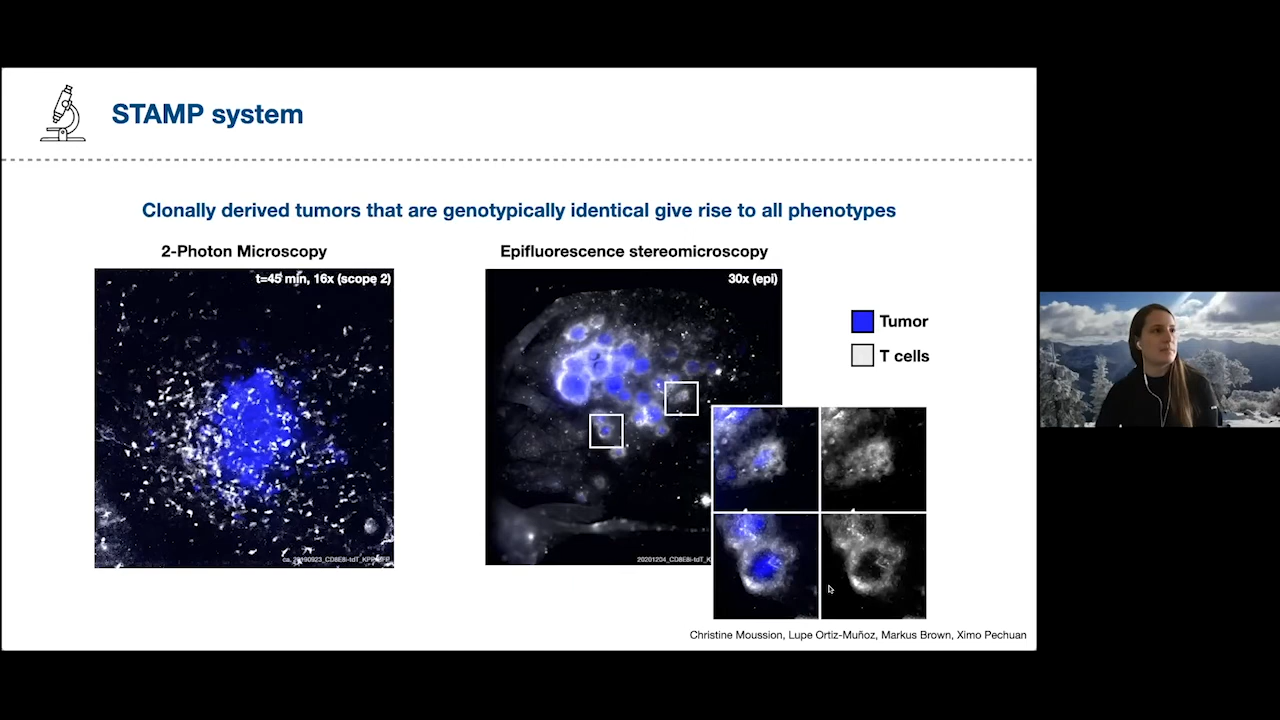 STAMP system
Clonally derived tumors that are genotypically identical give rise to all phenotypes
2-Photon Microscopy
Epifluorescence stereomicroscopy
t=45 min, 16x (scope 2)
30x (epi)
Tumor
T cells
Christine Moussion, Lupe Ortiz-Muñoz, Markus Brown, Ximo Pechuan